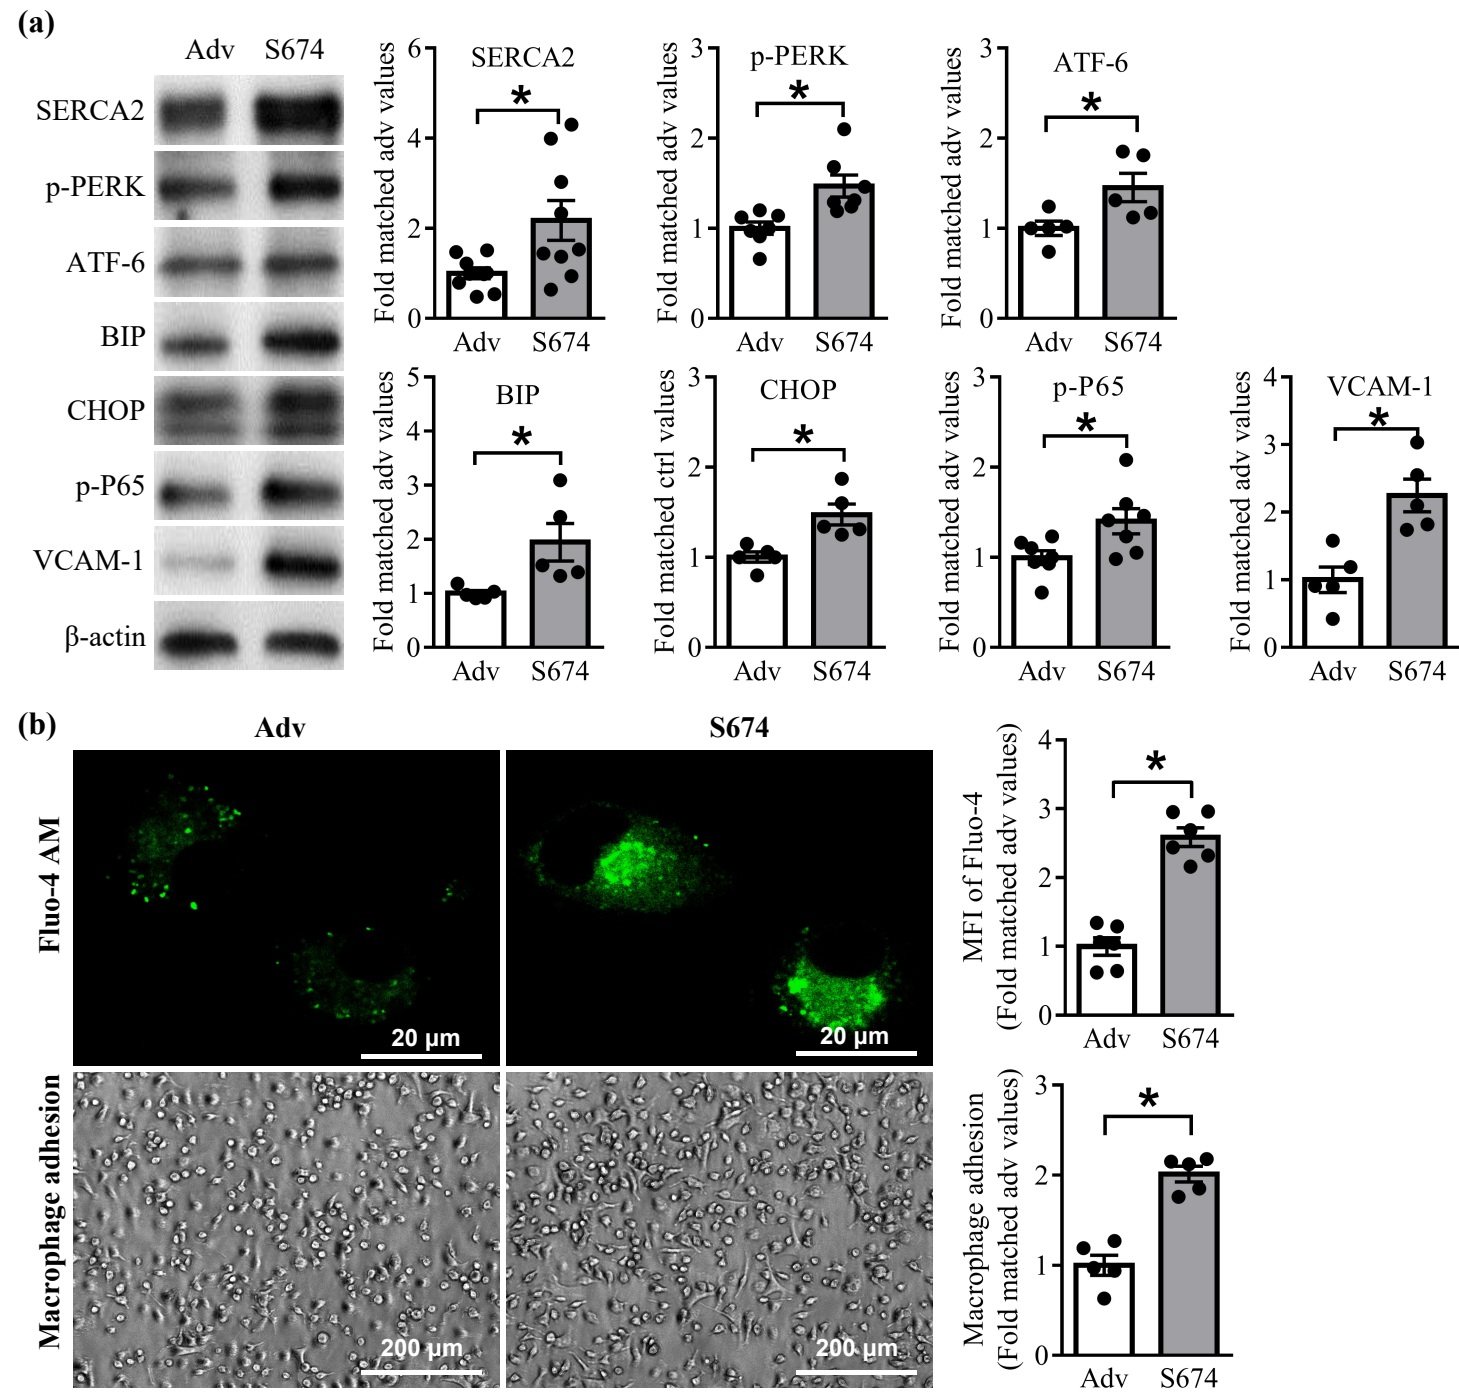 (a)
Adv S674
SERCA2
p-PERK
ATF-6
BIP
CHOP
p-P65
VCAM-1
β-actin
Fold matched adv values
6
4
2
0
SERCA2
*
Adv S674
Fold matched adv values
3
2
1
0
p-PERK
*
Adv S674
Fold matched adv values
3
2
1
0
ATF-6
*
Adv S674
Fold matched adv values
5
4
3
2
1
0
BIP
*
Adv S674
Fold matched ctrl values
3
2
1
0
CHOP
*
Adv S674
Fold matched adv values
3
2
1
0
p-P65
*
Adv S674
Fold matched adv values
4
3
2
1
0
VCAM-1
*
Adv S674
(b)
Adv S674
Fluo-4 AM
20 µm
20 µm
MFI of Fluo-4
(Fold matched adv values)
4
3
2
1
0
*
Adv S674
Macrophage adhesion
200 µm
200 µm
Macrophage adhesion
(Fold matched adv values)
3
2
1
0
*
Adv S674